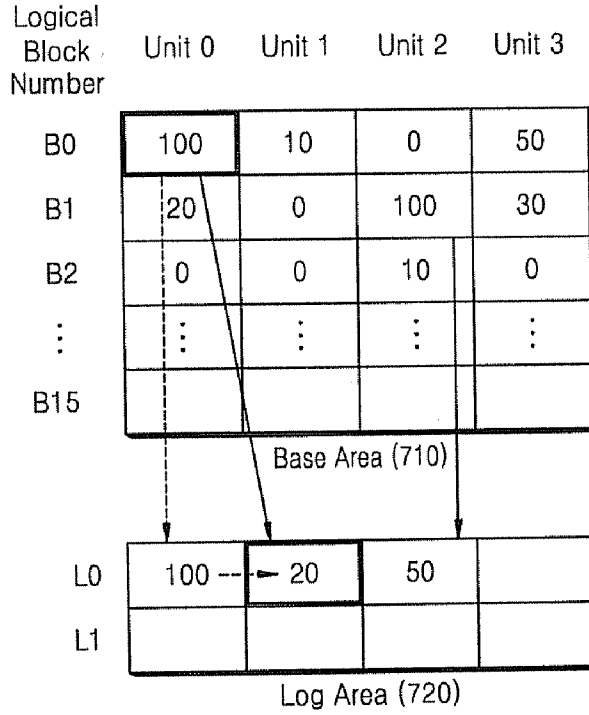 Logical
Block
Number Unit 0 Unit 1 Unit 2 Unit 3
B0 100 10 0 50
B1 20 0 100 30
B2 0 0 10 0
⋮ ⋮ ⋮ ⋮ ⋮
B15
Base Area (710)
L0 100 20 50
L1
Log Area (720)